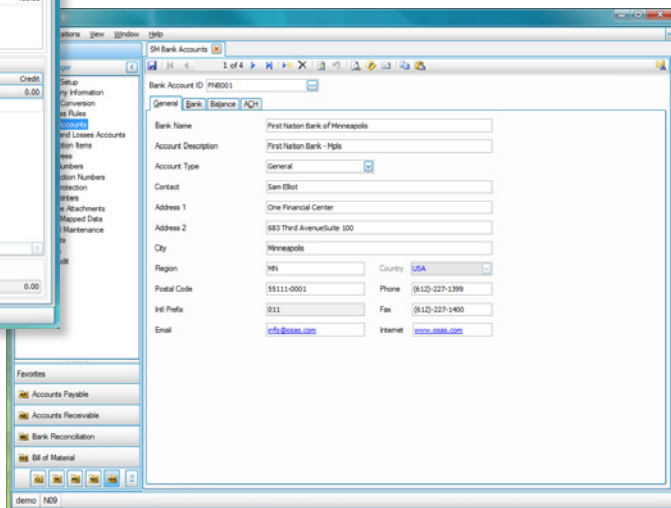 View Window Help
SM Bank Accounts
1 of 4
Credit
0.00
Bank Account ID FNB001
General Bank Balance ACH
Setup
ny Information
Conversion
ss Rules
Accounts
and Losses Accounts
ption Items
Numbers
ction Numbers
Protection
Printers
e Attachments
Mapped Data
Maintenance
0.00
Bank Name First Nation Bank of Minneapolis
Account Description First Nation Bank - Mpls
Account Type General
Contact Sam Elliot
Address 1 One Financial Center
Address 2 683 Third AvenueSuite 100
City Minneapolis
Region MN Country USA
Postal Code 55111-0001 Phone (612)-227-1399
Intl Prefix 011 Fax (612)-227-1400
Email info@osas.com Internet www.osas.com
Favorites
Accounts Payable
Accounts Receivable
Bank Reconciliation
Bill of Material
demo N09